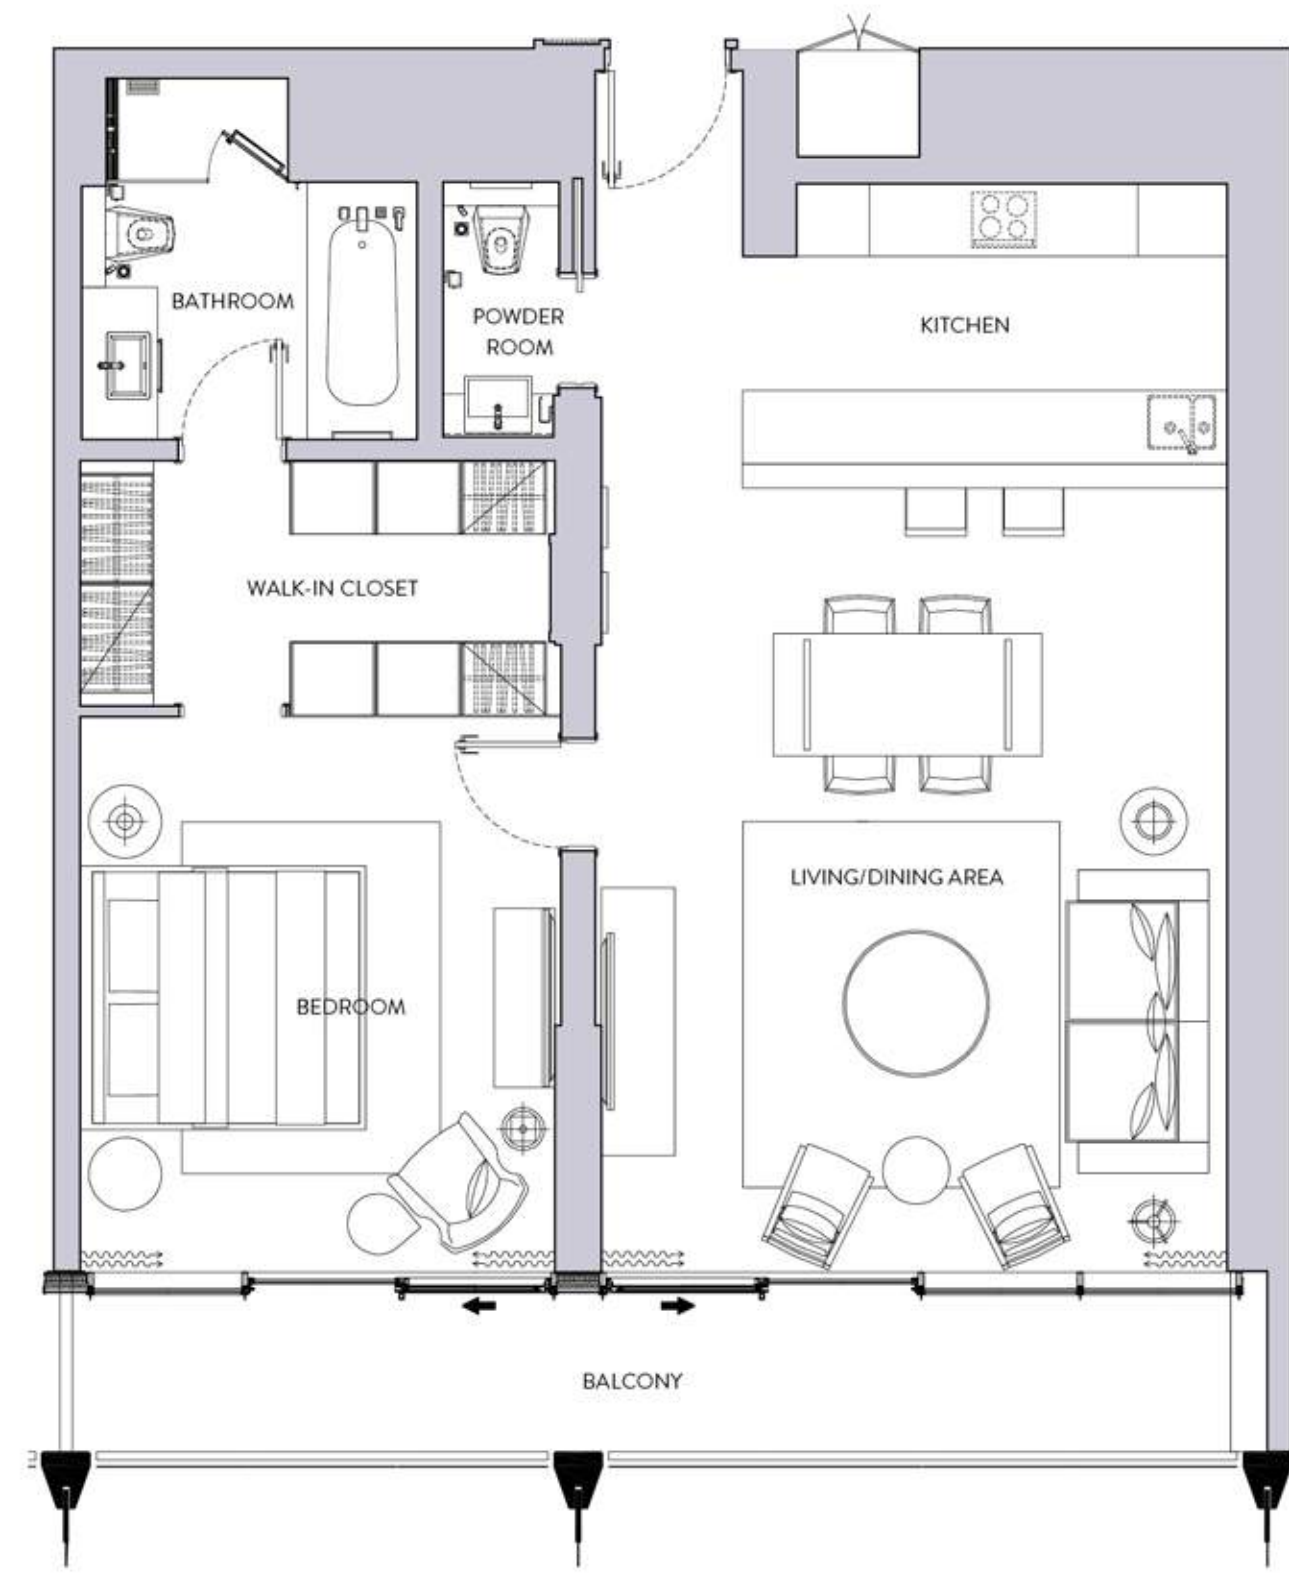 BATHROOM
POWDER
ROOM
KITCHEN
WALK-IN CLOSET
LIVING/DINING AREA
BEDROOM
BALCONY